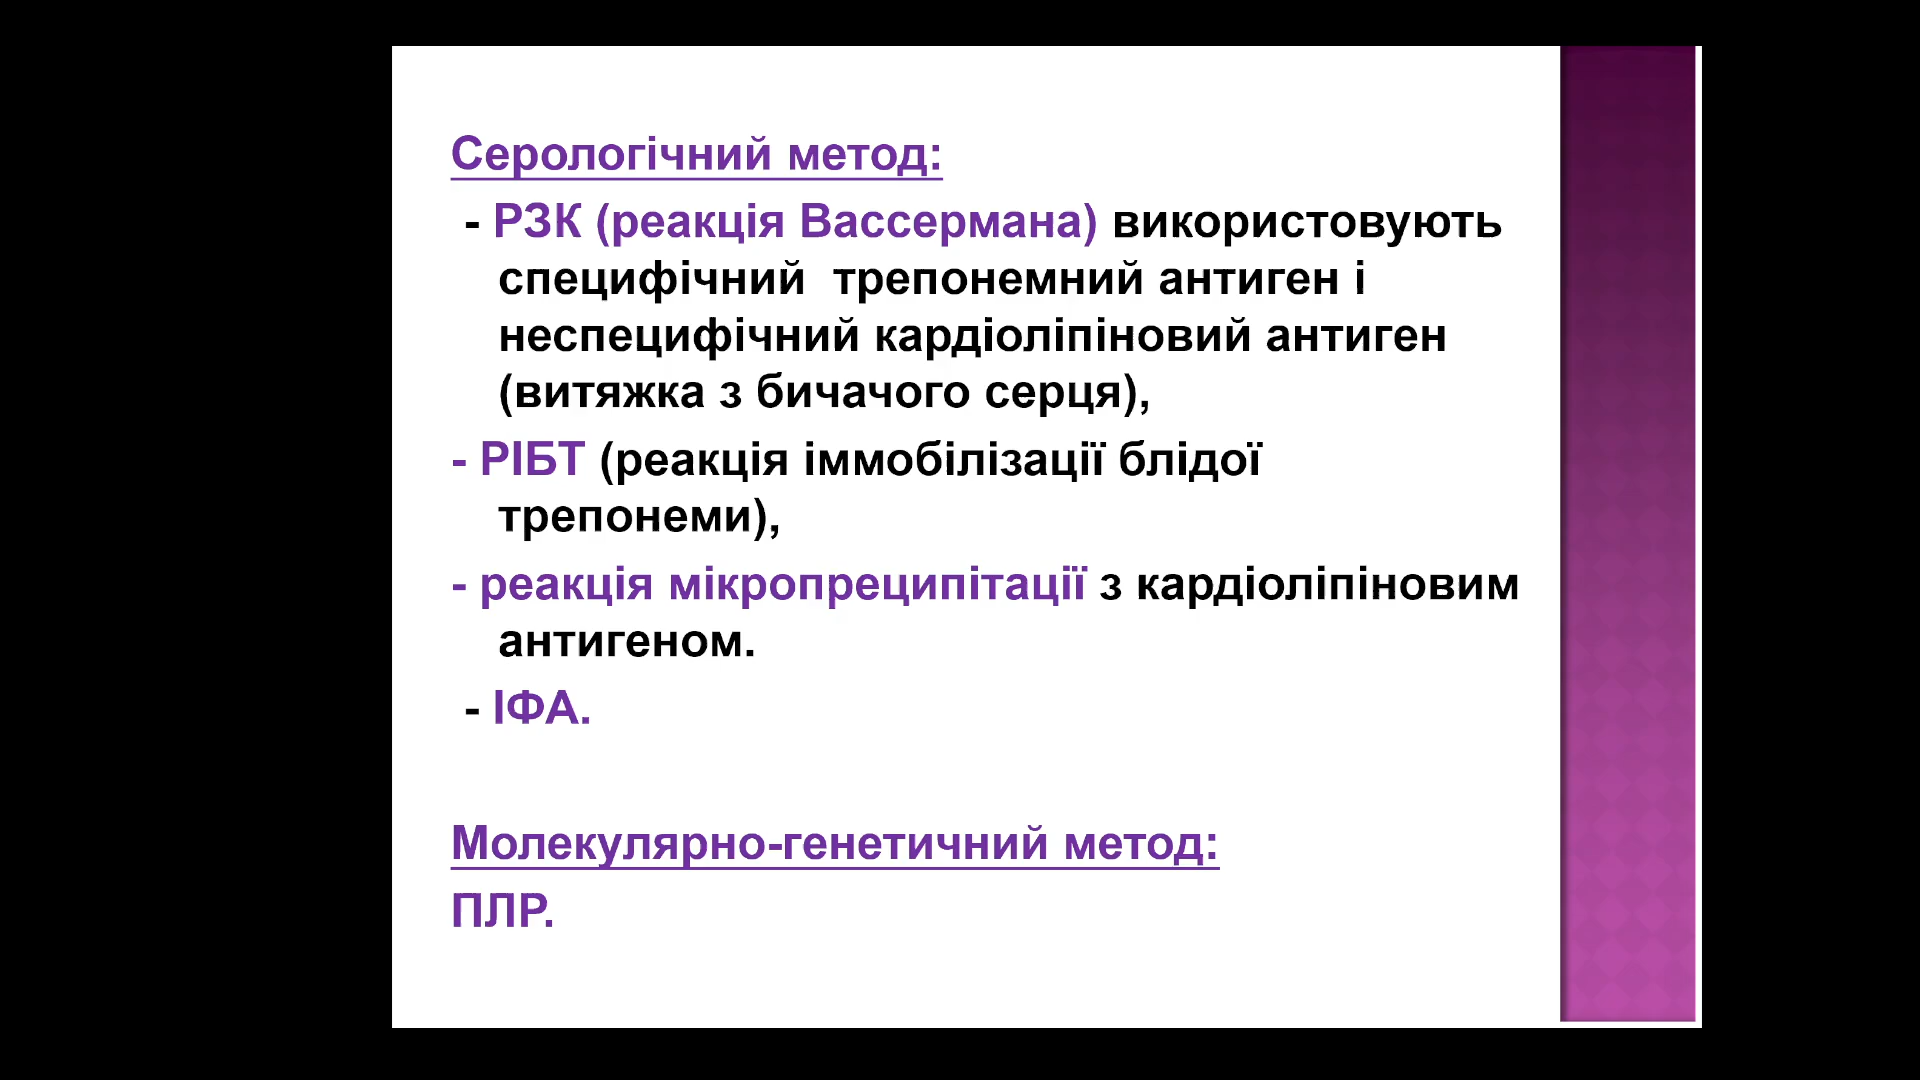 Серологічний метод:
- РЗК (реакція Вассермана) використовують
специфічний  трепонемний антиген і
неспецифічний кардіоліпіновий антиген
(витяжка з бичачого серця),
- РІБТ (реакція іммобілізації блідої
трепонеми),
- реакція мікропреципітації з кардіоліпіновим
антигеном.
- ІФА.
Молекулярно-генетичний метод:
ПЛР.